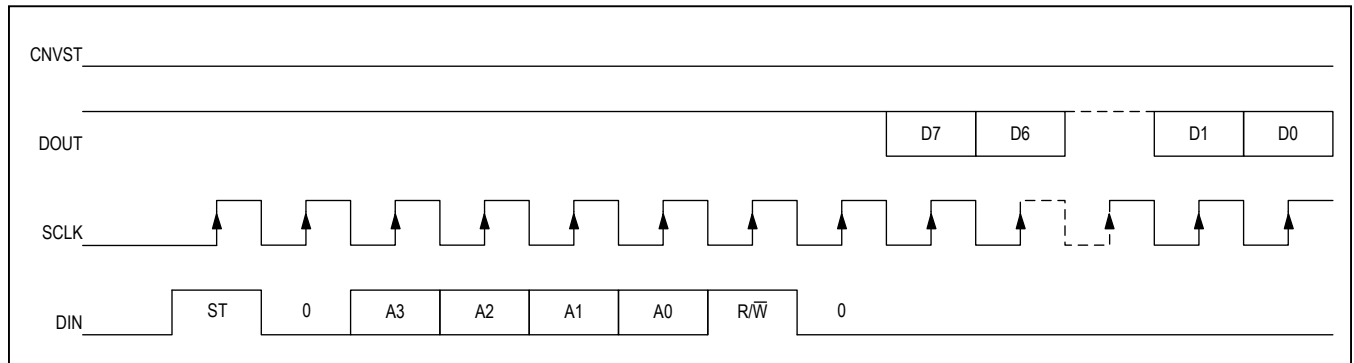 CNVST
DOUT D7 D6 D1 D0
SCLK
DIN ST 0 A3 A2 A1 A0 R/W̅ 0